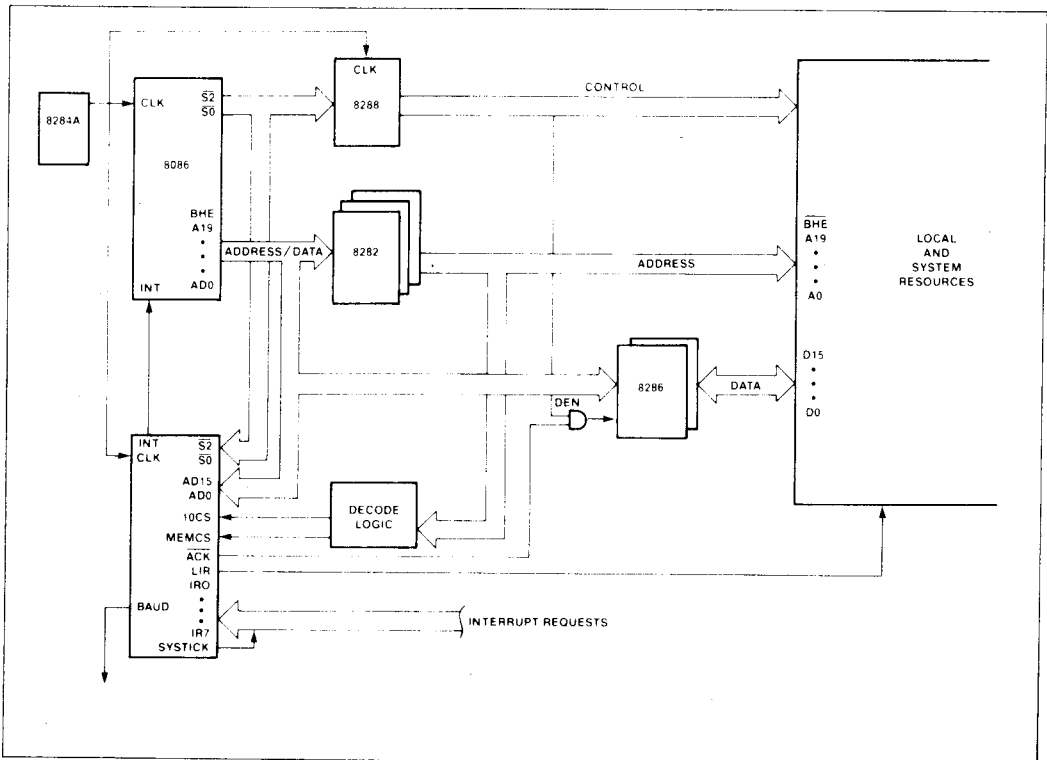 8284A
CLK
S2
S0
8086
BHE
A19
AD0
INT
CLK
8288
CONTROL
ADDRESS/DATA
8282
ADDRESS
BHE
A19
A0
D15
D0
LOCAL
AND
SYSTEM
RESOURCES
8286
DATA
DEN
INT
CLK
S2
S0
AD15
AD0
10CS
MEMCS
ACK
LIR
IRO
IR7
SYSTICK
BAUD
DECODE
LOGIC
INTERRUPT REQUESTS